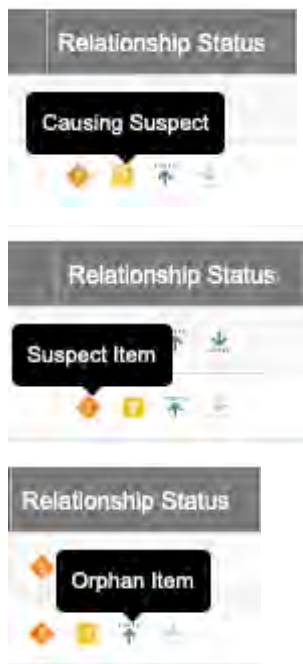 Relationship Status
Causing Suspect
Relationship Status
Suspect Item
Relationship Status
Orphan Item